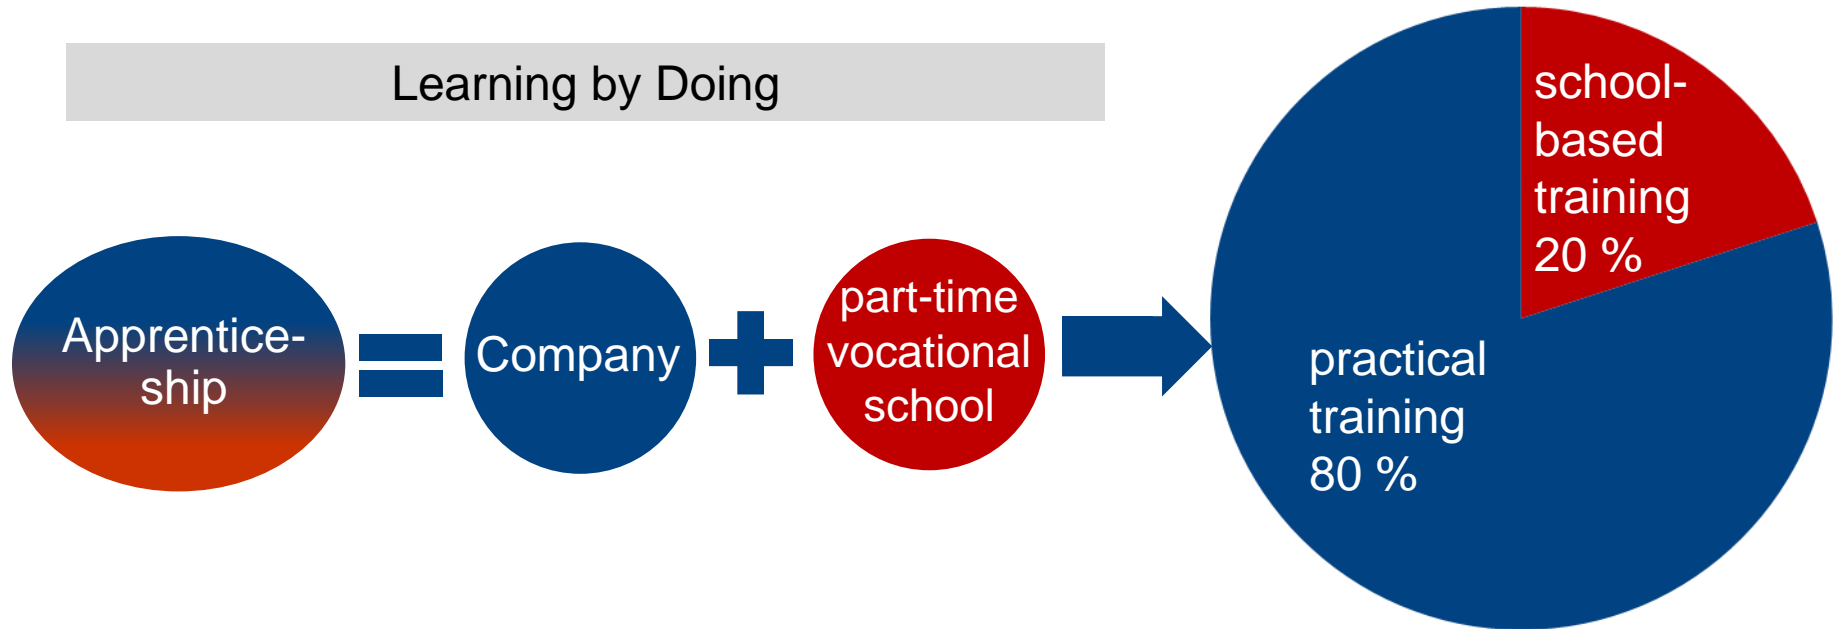 Learning by Doing
Apprentice-
ship
Company
part-time
vocational
school
school-
based
training
20 %
practical
training
80 %